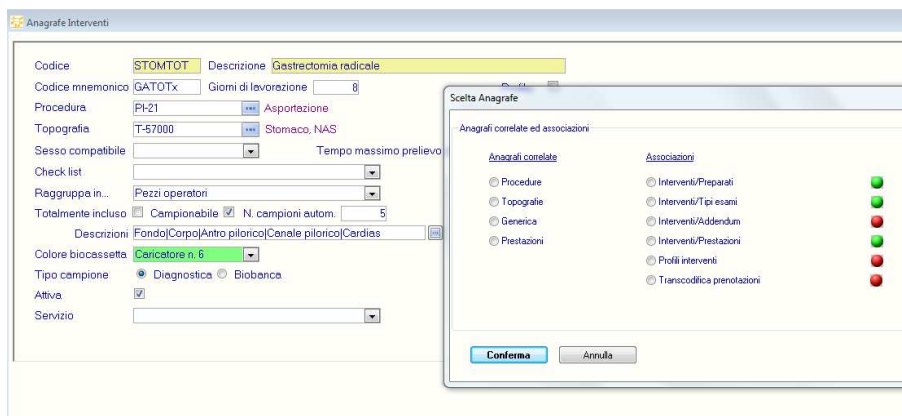 Anagrafe Interventi
Codice STOMTOT Descrizione Gastrectomia radicale
Codice mnemonico GATOTx Giorni di lavorazione 8
Procedura PI-21 ... Asportazione
Topografia T-57000 ... Stomaco, NAS
Sesso compatibile Tempo massimo prelievo
Check list
Raggruppa in... Pezzi operatori
Totalmente incluso Campionabile N. campioni autom. 5
Descrizioni Fondo|Corpo|Antro pilorico|Canale pilorico|Cardias ...
Colore biocassetta Caricatore n. 6
Tipo campione Diagnostica Biobanca
Attiva
Servizio
Scelta Anagrafe
Anagrafi correlate ed associazioni
Anagrafi correlate Associazioni
Procedure Interventi/Preparati
Topografie Interventi/Tipi esami
Generica Interventi/Addendum
Prestazioni Interventi/Prestazioni
Profili interventi
Transcodifica prenotazioni
Conferma Annulla